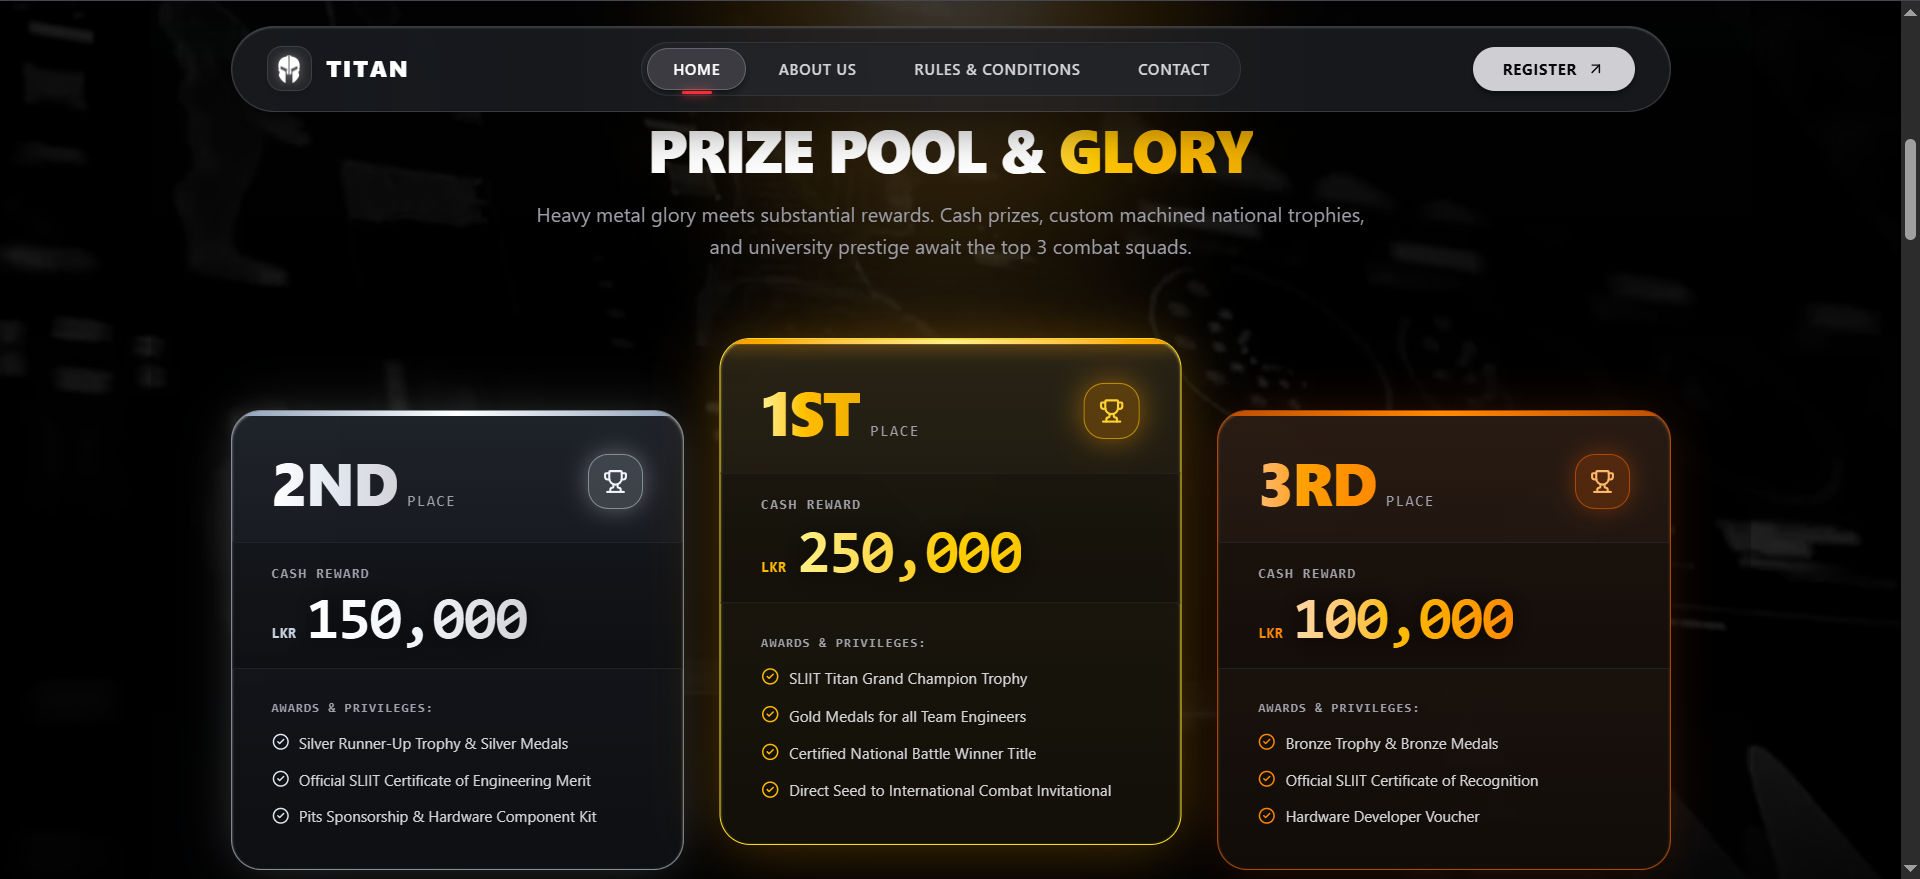 TITAN
HOME
ABOUT US
RULES & CONDITIONS
CONTACT
REGISTER
PRIZE POOL & GLORY
Heavy metal glory meets substantial rewards. Cash prizes, custom machined national trophies,
and university prestige await the top 3 combat squads.
2ND PLACE
CASH REWARD
LKR 150,000
AWARDS & PRIVILEGES:
Silver Runner-Up Trophy & Silver Medals
Official SLIIT Certificate of Engineering Merit
Pits Sponsorship & Hardware Component Kit
1ST PLACE
CASH REWARD
LKR 250,000
AWARDS & PRIVILEGES:
SLIIT Titan Grand Champion Trophy
Gold Medals for all Team Engineers
Certified National Battle Winner Title
Direct Seed to International Combat Invitational
3RD PLACE
CASH REWARD
LKR 100,000
AWARDS & PRIVILEGES:
Bronze Trophy & Bronze Medals
Official SLIIT Certificate of Recognition
Hardware Developer Voucher